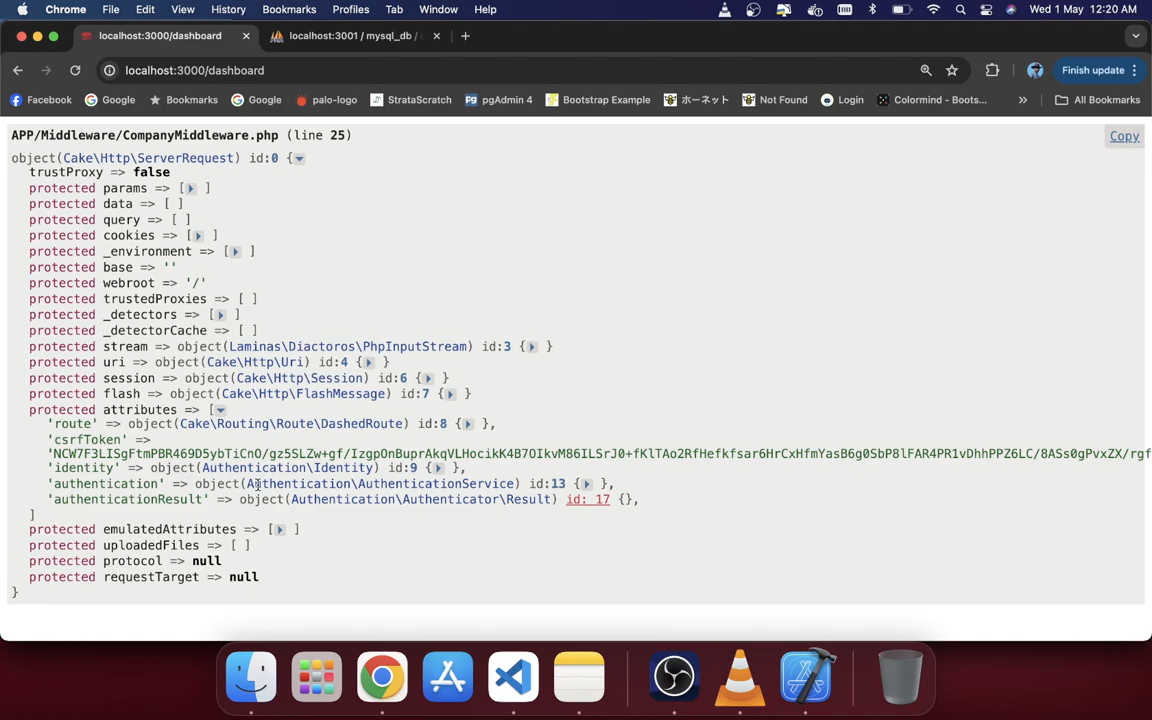 Chrome File Edit View History Bookmarks Profiles Tab Window Help Wed 1 May 12:20 AM
localhost:3000/dashboard localhost:3001 / mysql_db /
localhost:3000/dashboard Finish update
Facebook Google Bookmarks Google palo-logo StrataScratch pgAdmin 4 Bootstrap Example ホーネット Not Found Login Colormind - Boots... » All Bookmarks
APP/Middleware/CompanyMiddleware.php (line 25) Copy
object(Cake\Http\ServerRequest) id:0 {
trustProxy => false
protected params => [ ]
protected data => [ ]
protected query => [ ]
protected cookies => [ ]
protected _environment => [ ]
protected base => ''
protected webroot => '/'
protected trustedProxies => [ ]
protected _detectors => [ ]
protected _detectorCache => [ ]
protected stream => object(Laminas\Diactoros\PhpInputStream) id:3 { }
protected uri => object(Cake\Http\Uri) id:4 { }
protected session => object(Cake\Http\Session) id:6 { }
protected flash => object(Cake\Http\FlashMessage) id:7 { }
protected attributes => [
'route' => object(Cake\Routing\Route\DashedRoute) id:8 { },
'csrfToken' =>
'NCW7F3LISgFtmPBR469D5ybTiCnO/gz5SLZw+gf/IzgpOnBuprAkqVLHocikK4B7OIkvM86ILSrJ0+fKlTAo2RfHefkfsar6HrCxHfmYasB6g0SbP8lFAR4PR1vDhhPPZ6LC/8ASs0gPvxZX/rgf
'identity' => object(Authentication\Identity) id:9 { },
'authentication' => object(Authentication\AuthenticationService) id:13 { },
'authenticationResult' => object(Authentication\Authenticator\Result) id: 17 {},
]
protected emulatedAttributes => [ ]
protected uploadedFiles => [ ]
protected protocol => null
protected requestTarget => null
}